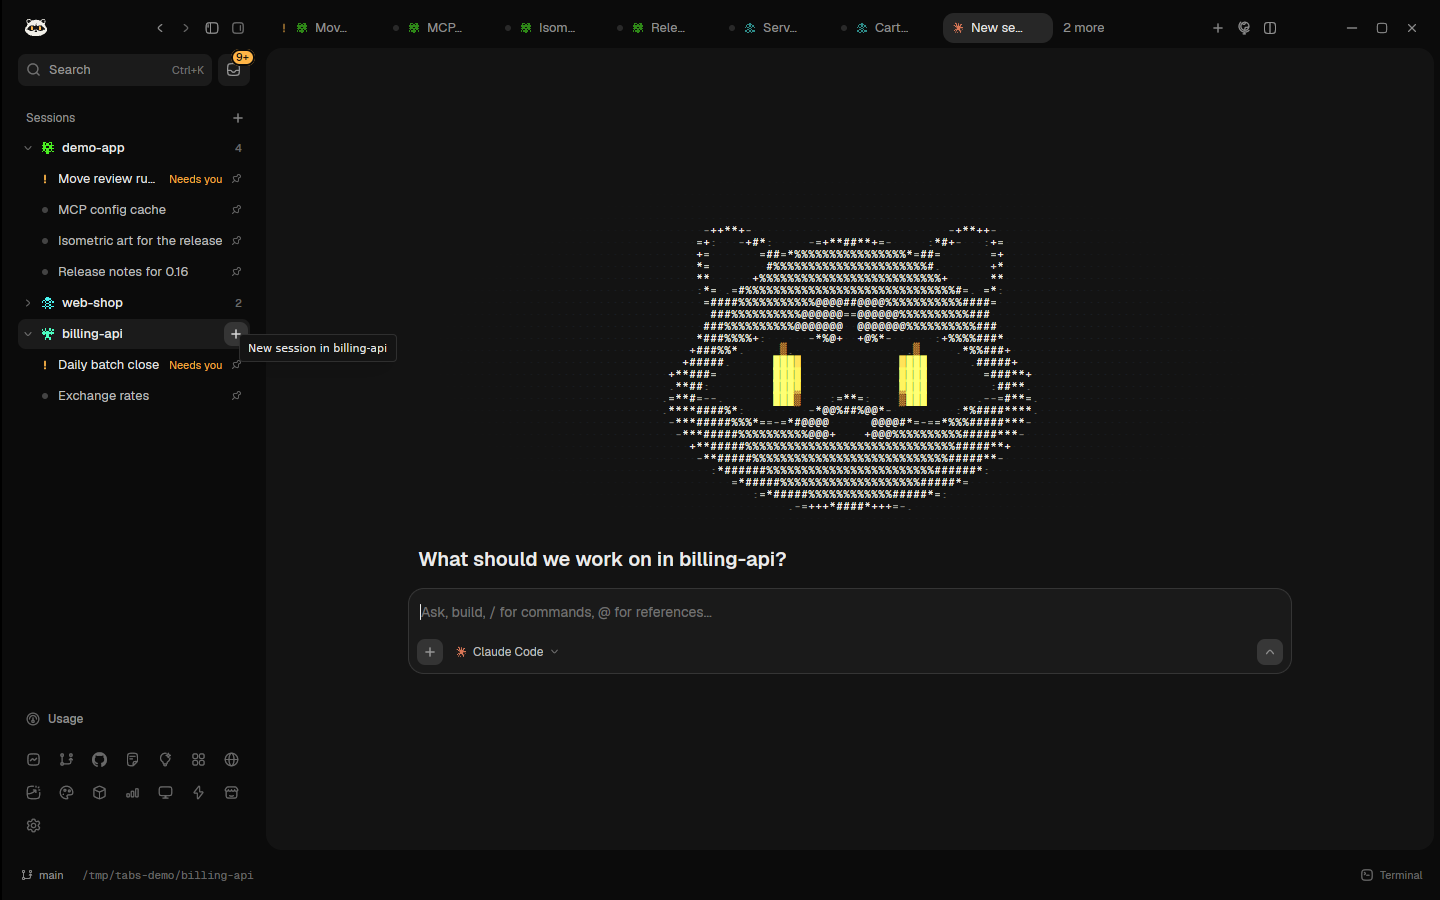 Mov...
MCP...
Isom...
Rele...
Serv...
Cart...
New se...
2 more
Search
Ctrl+K
9+
Sessions
demo-app
4
Move review ru...
Needs you
MCP config cache
Isometric art for the release
Release notes for 0.16
web-shop
2
billing-api
New session in billing-api
Daily batch close
Needs you
Exchange rates
What should we work on in billing-api?
Ask, build, / for commands, @ for references...
Claude Code
Usage
main
/tmp/tabs-demo/billing-api
Terminal